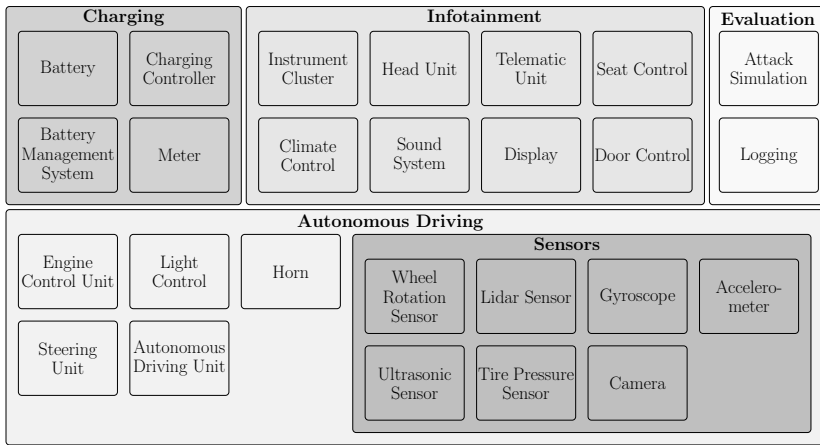 Charging
Battery
Charging
Controller
Battery
Management
System
Meter
Infotainment
Instrument
Cluster
Head Unit
Telematic
Unit
Seat Control
Climate
Control
Sound
System
Display
Door Control
Evaluation
Attack
Simulation
Logging
Autonomous Driving
Engine
Control Unit
Light
Control
Horn
Steering
Unit
Autonomous
Driving Unit
Sensors
Wheel
Rotation
Sensor
Lidar Sensor
Gyroscope
Accelero-
meter
Ultrasonic
Sensor
Tire Pressure
Sensor
Camera